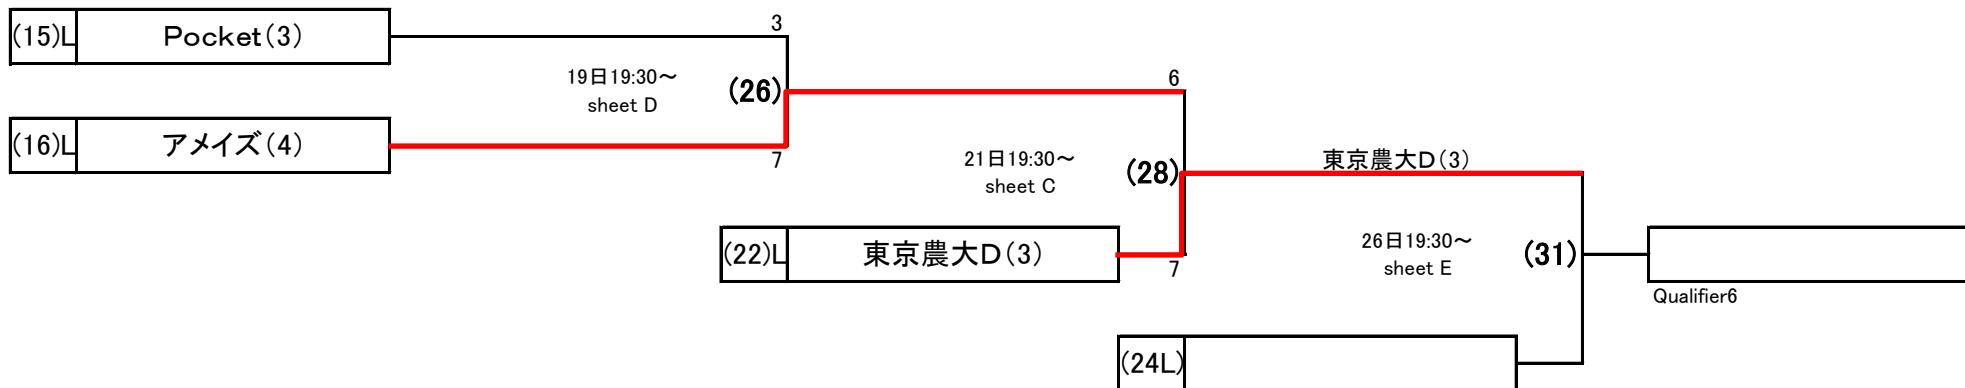 (15)L Pocket(3)
3
19日19:30～
sheet D
(26)
6
(16)L アメイズ(4)
7
21日19:30～
sheet C
(28)
東京農大D(3)
(22)L 東京農大D(3)
7
26日19:30～
sheet E
(31)
Qualifier6
(24L)